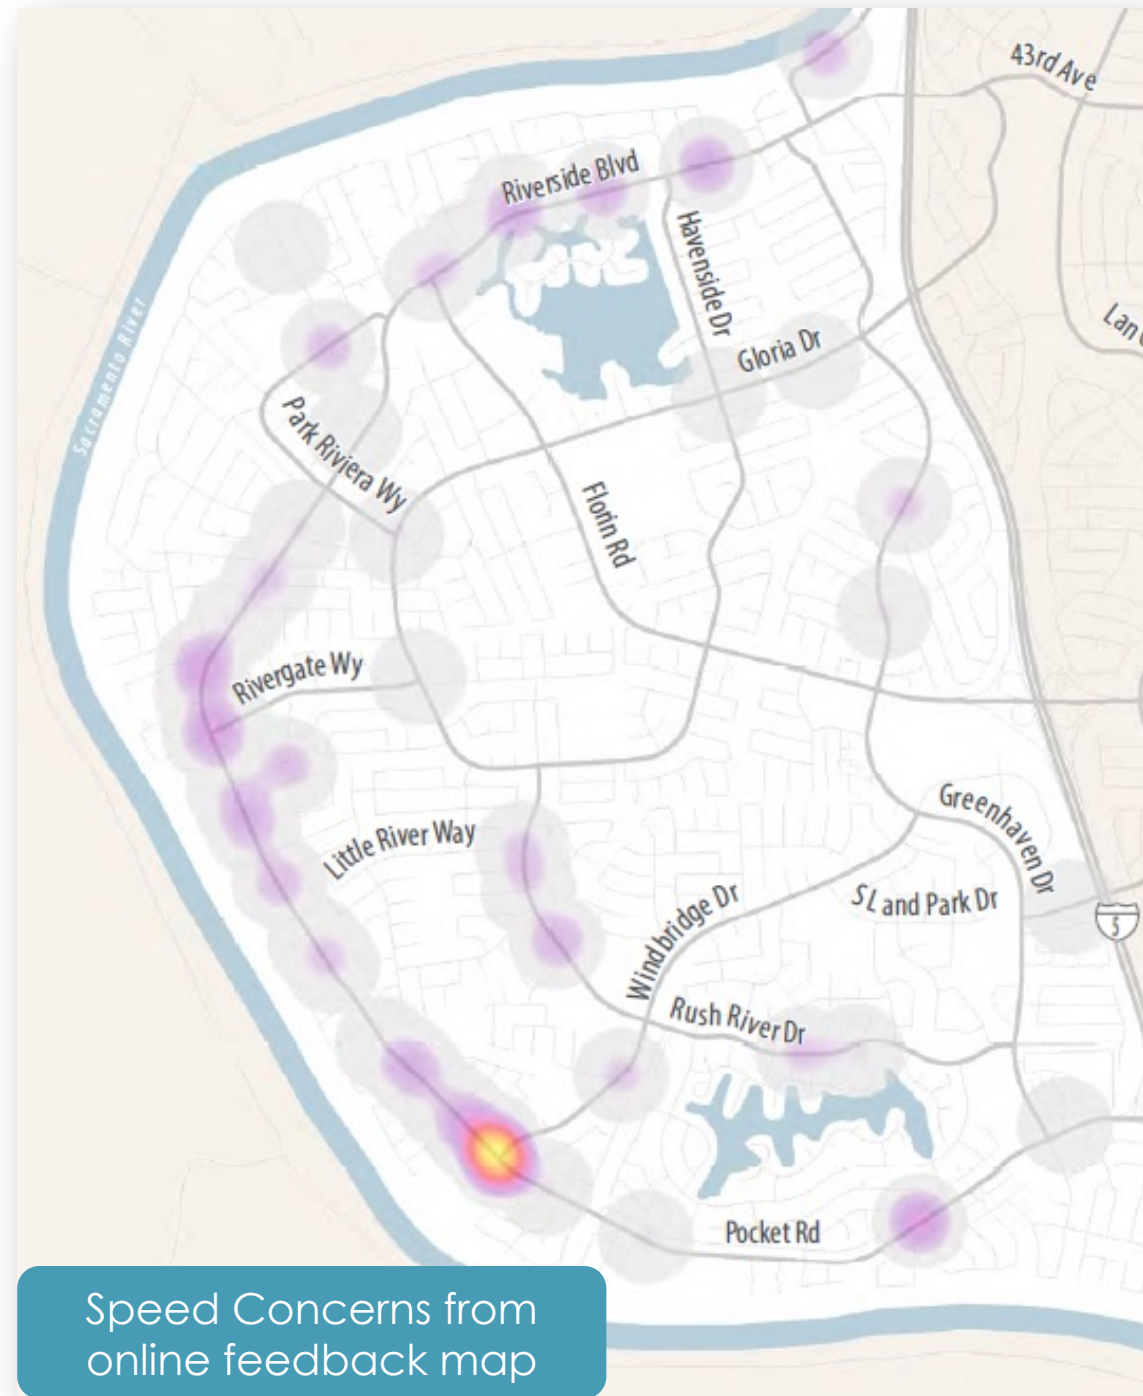 43rd Ave
Riverside Blvd
Havenside Dr
Gloria Dr
Sacramento River
Park Riviera Wy
Florin Rd
Rivergate Wy
Greenhaven Dr
Little River Way
S Land Park Dr
Windbridge Dr
5
Rush River Dr
Pocket Rd
Speed Concerns from
online feedback map